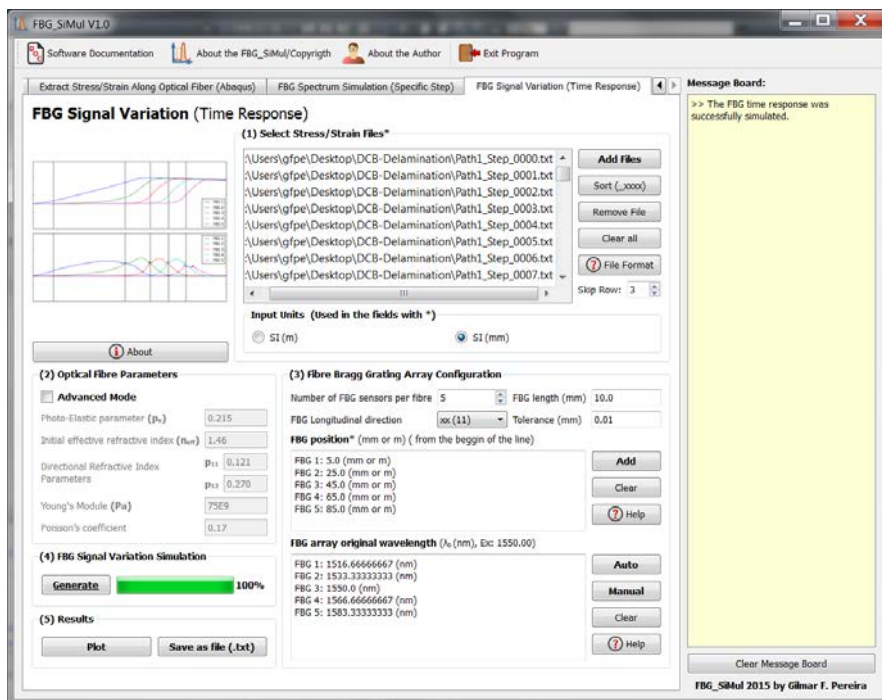 FBG_SiMul V1.0
Software Documentation About the FBG_SiMul/Copyrigth About the Author Exit Program
Extract Stress/Strain Along Optical Fiber (Abaqus) FBG Spectrum Simulation (Specific Step) FBG Signal Variation (Time Response)
Message Board:
>> The FBG time response was
successfully simulated.
FBG Signal Variation (Time Response)
(1) Select Stress/Strain Files*
:\Users\gfpe\Desktop\DCB-Delamination\Path1_Step_0000.txt
:\Users\gfpe\Desktop\DCB-Delamination\Path1_Step_0001.txt
:\Users\gfpe\Desktop\DCB-Delamination\Path1_Step_0002.txt
:\Users\gfpe\Desktop\DCB-Delamination\Path1_Step_0003.txt
:\Users\gfpe\Desktop\DCB-Delamination\Path1_Step_0004.txt
:\Users\gfpe\Desktop\DCB-Delamination\Path1_Step_0005.txt
:\Users\gfpe\Desktop\DCB-Delamination\Path1_Step_0006.txt
:\Users\gfpe\Desktop\DCB-Delamination\Path1_Step_0007.txt
Add Files
Sort (_xxxx)
Remove File
Clear all
File Format
Skip Row: 3
Input Units (Used in the fields with *)
SI (m) SI (mm)
About
(2) Optical Fibre Parameters
Advanced Mode
Photo-Elastic parameter (pₑ) 0.215
Initial effective refractive index (nₑff) 1.46
Directional Refractive Index
Parameters
p₁₁ 0.121
p₁₂ 0.270
Young's Module (Pa) 75E9
Poisson's coefficient 0.17
(3) Fibre Bragg Grating Array Configuration
Number of FBG sensors per fibre 5 FBG length (mm) 10.0
FBG Longitudinal direction xx (11) Tolerance (mm) 0.01
FBG position* (mm or m) ( from the beggin of the line)
FBG 1: 5.0 (mm or m)
FBG 2: 25.0 (mm or m)
FBG 3: 45.0 (mm or m)
FBG 4: 65.0 (mm or m)
FBG 5: 85.0 (mm or m)
Add
Clear
Help
FBG array original wavelength (λ₀ (nm), Ex: 1550.00)
FBG 1: 1516.66666667 (nm)
FBG 2: 1533.33333333 (nm)
FBG 3: 1550.0 (nm)
FBG 4: 1566.66666667 (nm)
FBG 5: 1583.33333333 (nm)
Auto
Manual
Clear
Help
(4) FBG Signal Variation Simulation
Generate 100%
(5) Results
Plot Save as file (.txt)
Clear Message Board
FBG_SiMul 2015 by Gilmar F. Pereira